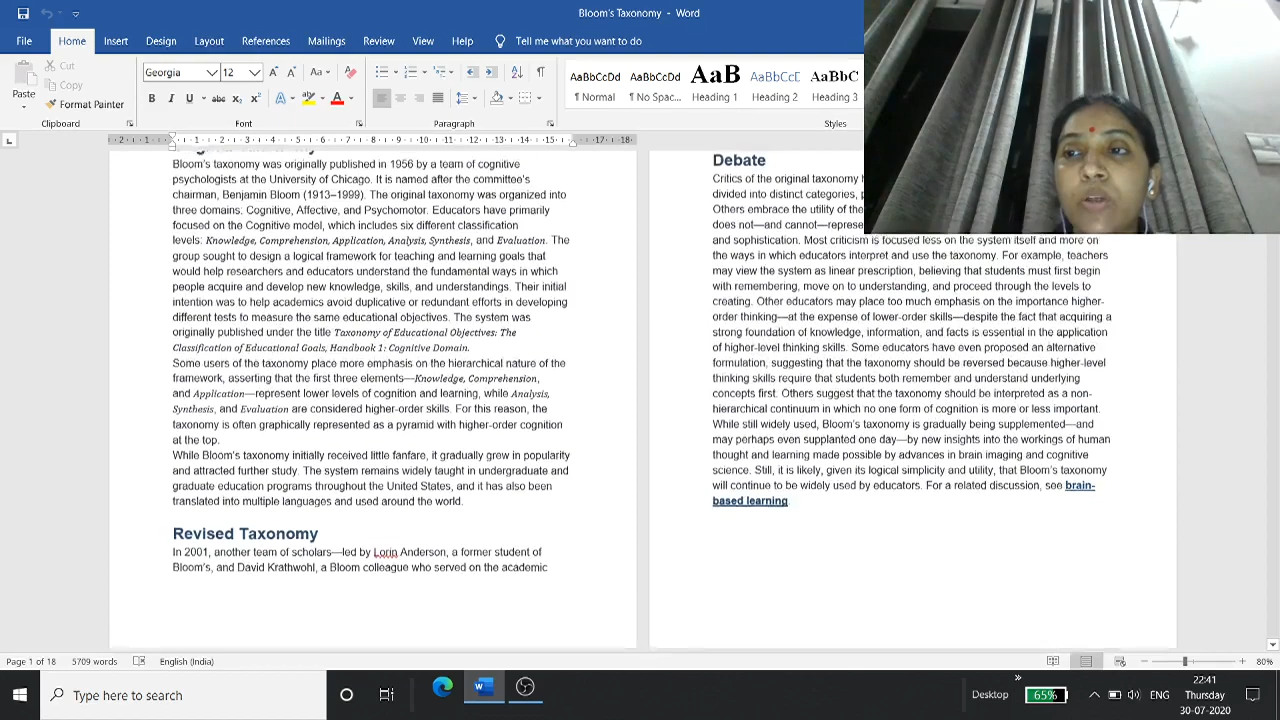 Bloom's Taxonomy - Word
File Home Insert Design Layout References Mailings Review View Help Tell me what you want to do
Cut
Copy
Format Painter
Paste
Clipboard
Georgia 12
Font
Paragraph
AaBbCcDd AaBbCcDd AaB AaBbCcD AaBbC
¶ Normal ¶ No Spac... Heading 1 Heading 2 Heading 3
Styles
Bloom's taxonomy was originally published in 1956 by a team of cognitive
psychologists at the University of Chicago. It is named after the committee's
chairman, Benjamin Bloom (1913–1999). The original taxonomy was organized into
three domains: Cognitive, Affective, and Psychomotor. Educators have primarily
focused on the Cognitive model, which includes six different classification
levels: Knowledge, Comprehension, Application, Analysis, Synthesis, and Evaluation. The
group sought to design a logical framework for teaching and learning goals that
would help researchers and educators understand the fundamental ways in which
people acquire and develop new knowledge, skills, and understandings. Their initial
intention was to help academics avoid duplicative or redundant efforts in developing
different tests to measure the same educational objectives. The system was
originally published under the title Taxonomy of Educational Objectives: The
Classification of Educational Goals, Handbook 1: Cognitive Domain.
Some users of the taxonomy place more emphasis on the hierarchical nature of the
framework, asserting that the first three elements—Knowledge, Comprehension,
and Application—represent lower levels of cognition and learning, while Analysis,
Synthesis, and Evaluation are considered higher-order skills. For this reason, the
taxonomy is often graphically represented as a pyramid with higher-order cognition
at the top.
While Bloom's taxonomy initially received little fanfare, it gradually grew in popularity
and attracted further study. The system remains widely taught in undergraduate and
graduate education programs throughout the United States, and it has also been
translated into multiple languages and used around the world.
Revised Taxonomy
In 2001, another team of scholars—led by Lorin Anderson, a former student of
Bloom's, and David Krathwohl, a Bloom colleague who served on the academic
Debate
Critics of the original taxonomy
divided into distinct categories,
Others embrace the utility of the
does not—and cannot—represe
and sophistication. Most criticism is focused less on the system itself and more on
the ways in which educators interpret and use the taxonomy. For example, teachers
may view the system as linear prescription, believing that students must first begin
with remembering, move on to understanding, and proceed through the levels to
creating. Other educators may place too much emphasis on the importance higher-
order thinking—at the expense of lower-order skills—despite the fact that acquiring a
strong foundation of knowledge, information, and facts is essential in the application
of higher-level thinking skills. Some educators have even proposed an alternative
formulation, suggesting that the taxonomy should be reversed because higher-level
thinking skills require that students both remember and understand underlying
concepts first. Others suggest that the taxonomy should be interpreted as a non-
hierarchical continuum in which no one form of cognition is more or less important.
While still widely used, Bloom's taxonomy is gradually being supplemented—and
may perhaps even supplanted one day—by new insights into the workings of human
thought and learning made possible by advances in brain imaging and cognitive
science. Still, it is likely, given its logical simplicity and utility, that Bloom's taxonomy
will continue to be widely used by educators. For a related discussion, see brain-
based learning
Page 1 of 18 5709 words English (India) 80%
Type here to search
Desktop 65% ENG
22:41
Thursday
30-07-2020